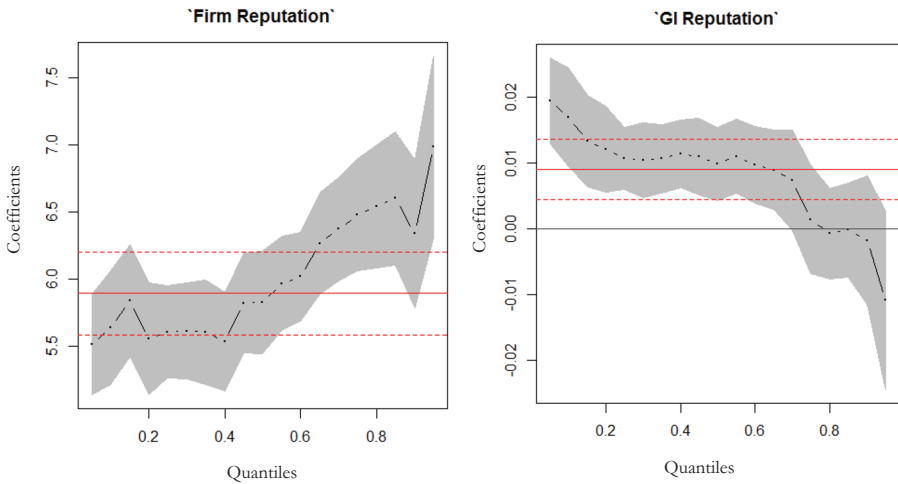 `Firm Reputation`
Coefficients
7.5
7.0
6.5
6.0
5.5
0.2 0.4 0.6 0.8
Quantiles
`GI Reputation`
Coefficients
0.02
0.01
0.00
-0.01
-0.02
0.2 0.4 0.6 0.8
Quantiles